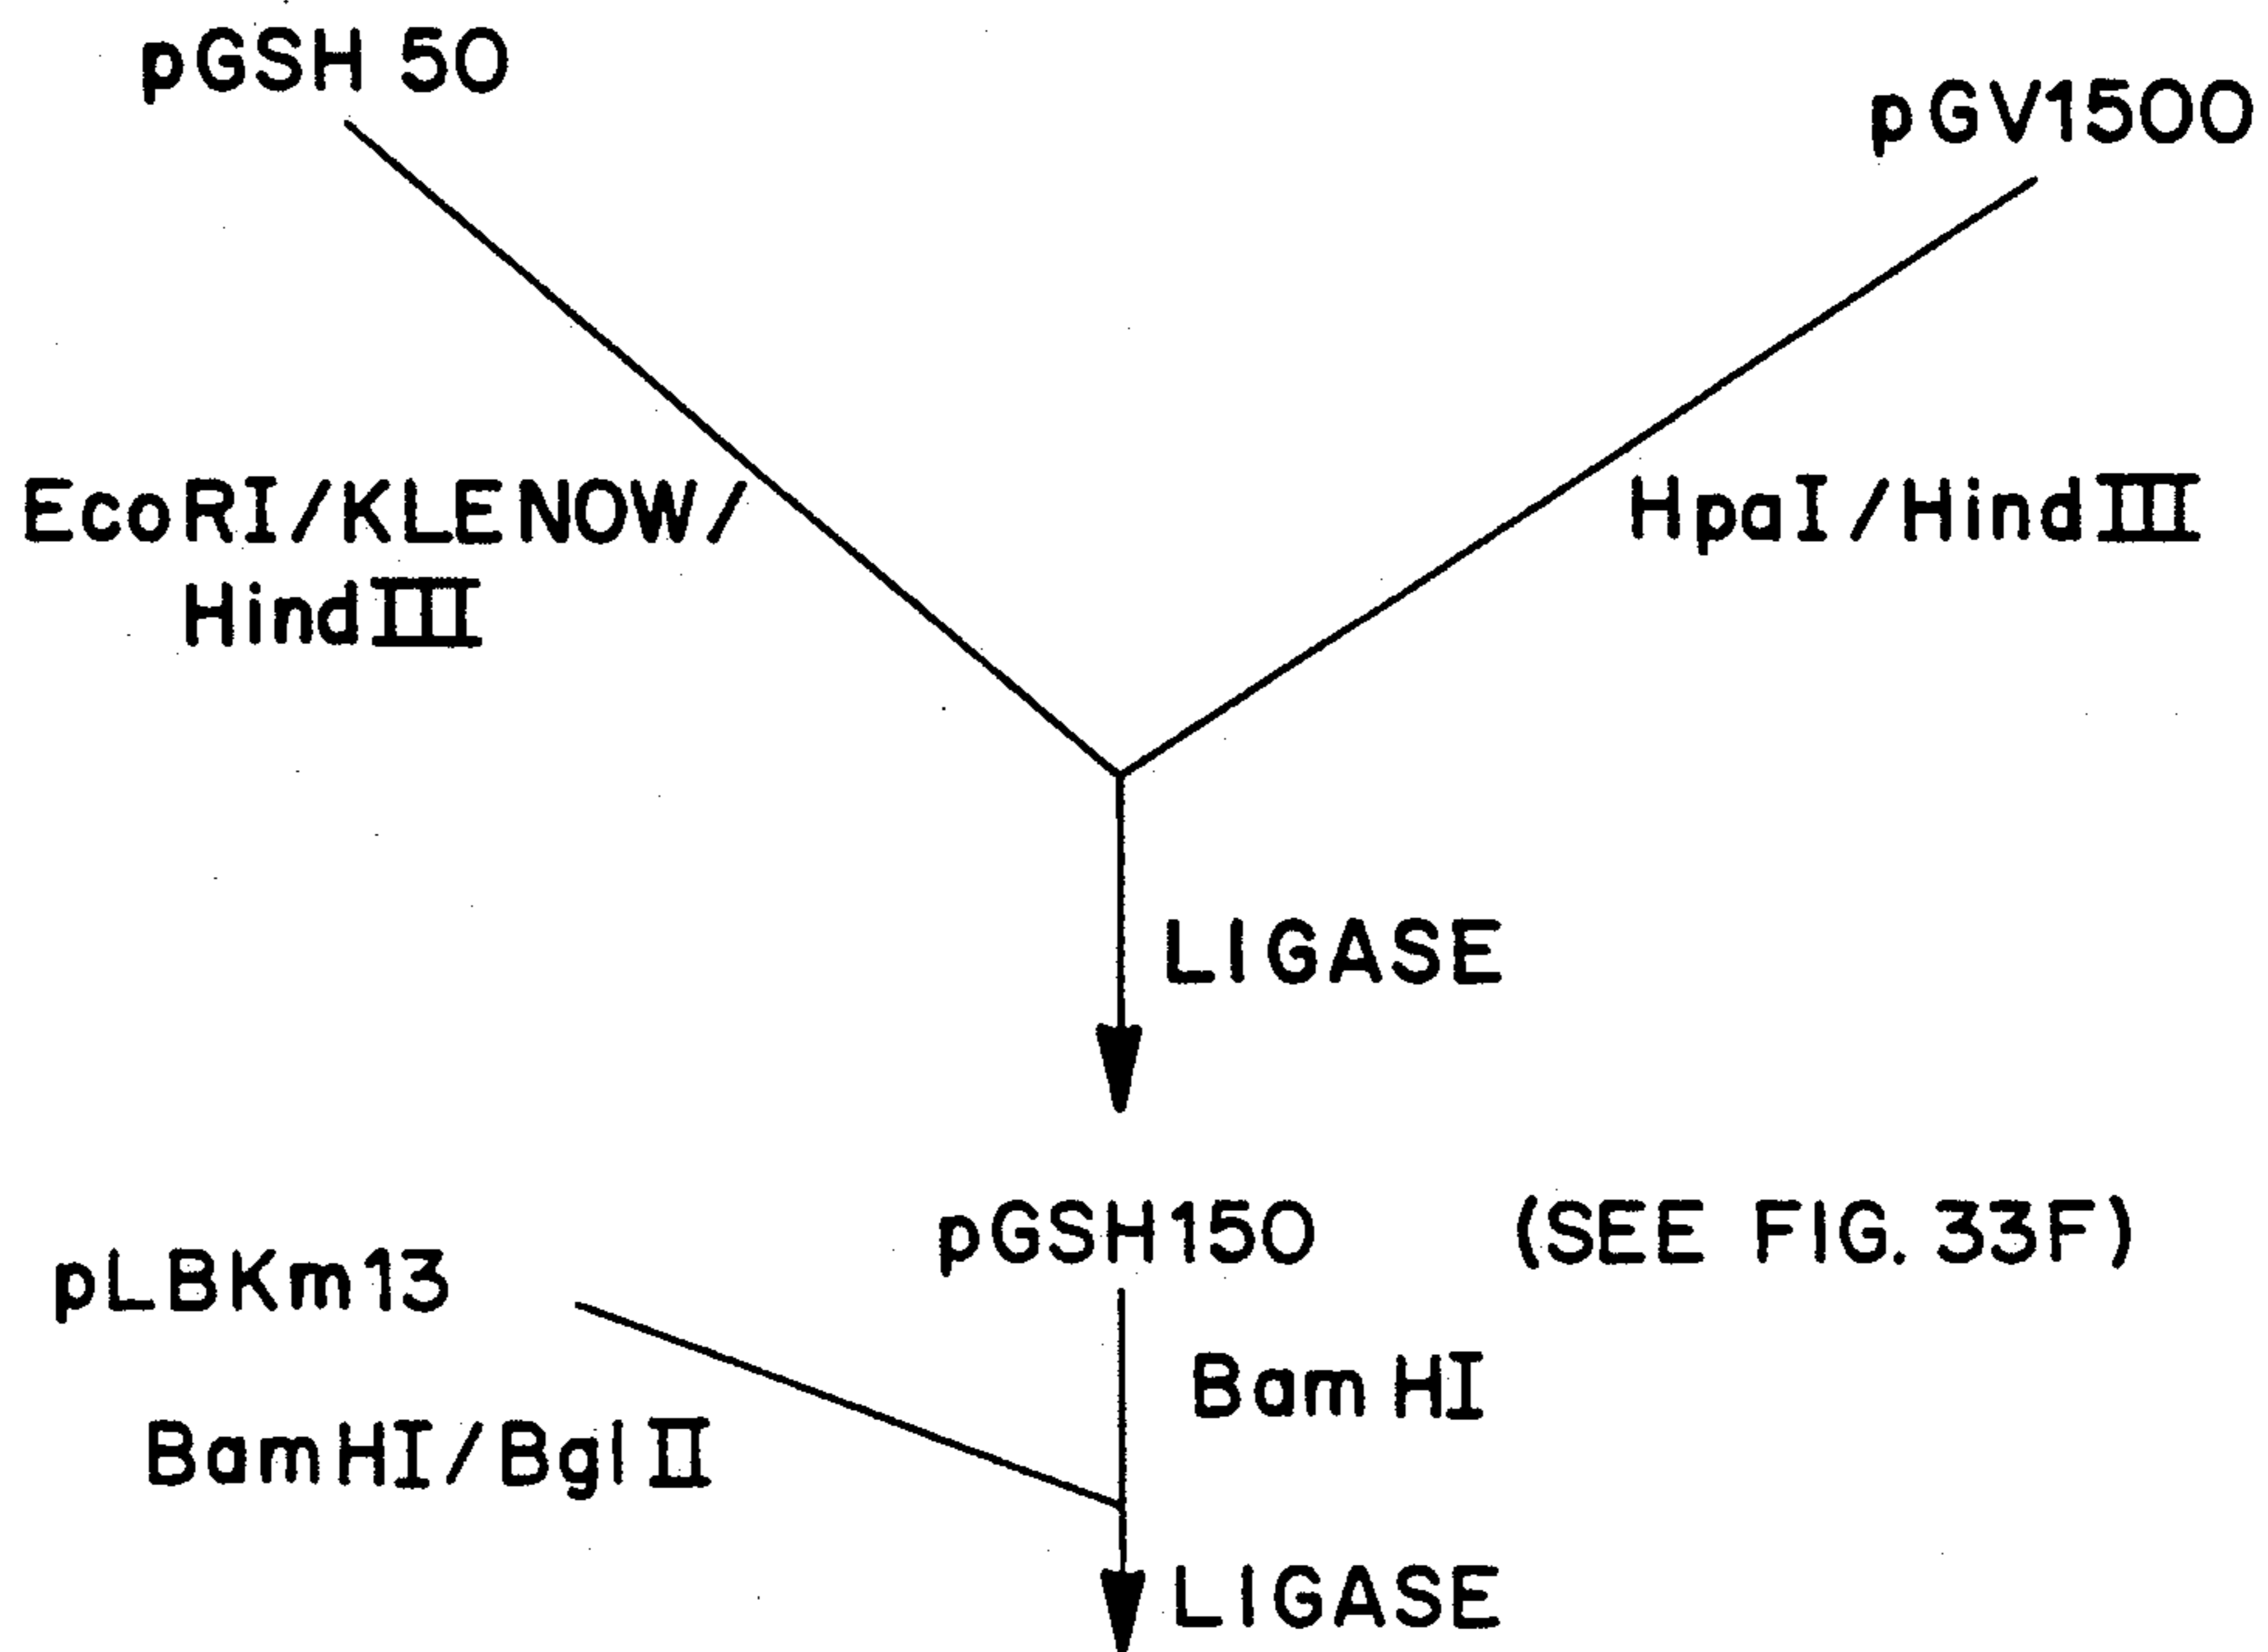 pGSH 50
pGV1500
EcoRI/KLENOW/
HindIII
HpaI/HindIII
LIGASE
pGSH150 (SEE FIG. 33F)
pLBKm13
BamHI
BamHI/BglII
LIGASE